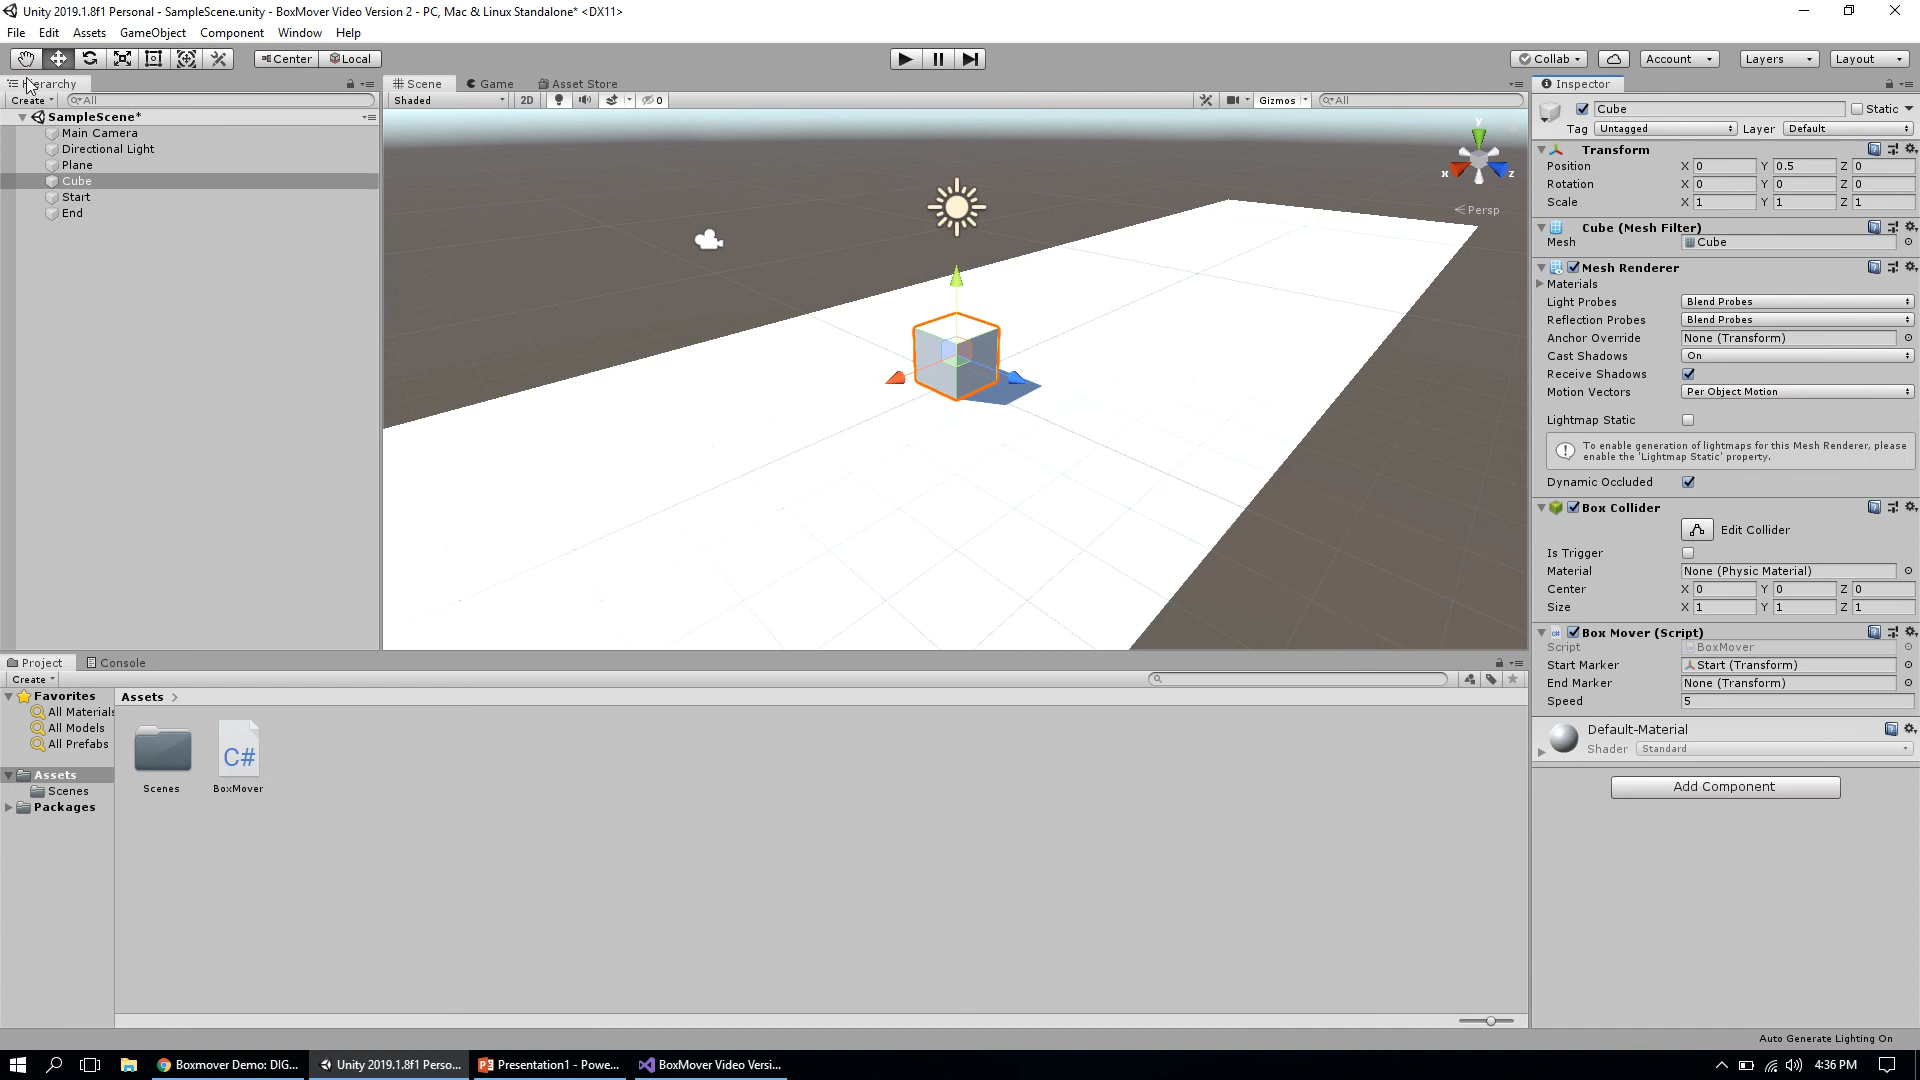 Unity 2019.1.8f1 Personal - SampleScene.unity - BoxMover Video Version 2 - PC, Mac & Linux Standalone* <DX11>
File Edit Assets GameObject Component Window Help
Center Local Collab Account Layers Layout
Hierarchy
Create All
SampleScene*
Main Camera
Directional Light
Plane
Cube
Start
End
Scene Game Asset Store
Shaded 2D 0 Gizmos All
y
x z
Persp
Inspector
Cube Static
Tag Untagged Layer Default
Transform
Position X 0 Y 0.5 Z 0
Rotation X 0 Y 0 Z 0
Scale X 1 Y 1 Z 1
Cube (Mesh Filter)
Mesh Cube
Mesh Renderer
Materials
Light Probes Blend Probes
Reflection Probes Blend Probes
Anchor Override None (Transform)
Cast Shadows On
Receive Shadows
Motion Vectors Per Object Motion
Lightmap Static
To enable generation of lightmaps for this Mesh Renderer, please
enable the 'Lightmap Static' property.
Dynamic Occluded
Box Collider
Edit Collider
Is Trigger
Material None (Physic Material)
Center X 0 Y 0 Z 0
Size X 1 Y 1 Z 1
Box Mover (Script)
Script BoxMover
Start Marker Start (Transform)
End Marker None (Transform)
Speed 5
Default-Material
Shader Standard
Add Component
Project Console
Create
Favorites
All Materials
All Models
All Prefabs
Assets
Scenes
Packages
Assets
C#
Scenes BoxMover
Auto Generate Lighting On
Boxmover Demo: DIG... Unity 2019.1.8f1 Perso... Presentation1 - Powe... BoxMover Video Versi... 4:36 PM